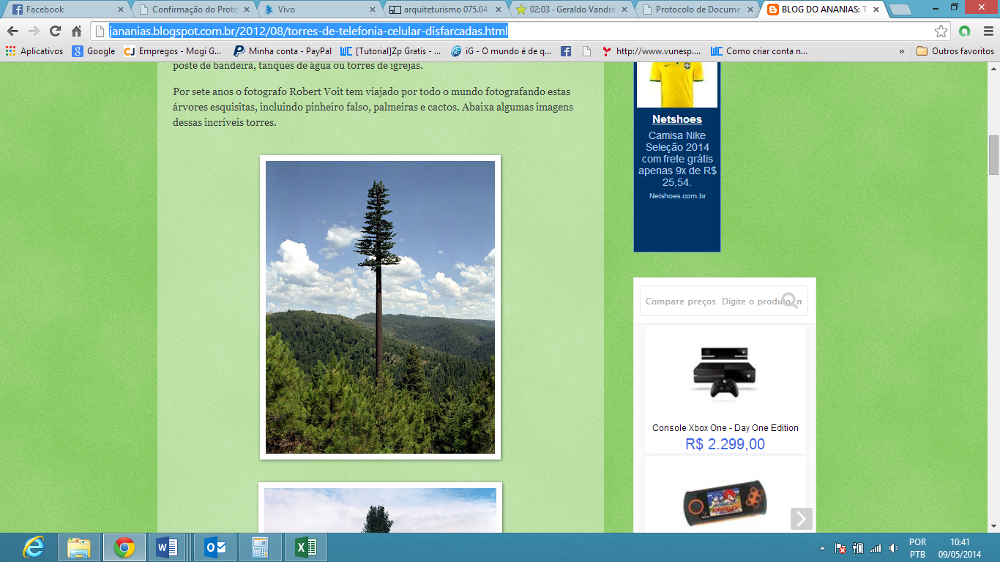 Facebook
Confirmação do Proto
Vivo
arquiteturismo 075.04
02:03 - Geraldo Vandré
Protocolo de Docume
BLOG DO ANANIAS: T
jananias.blogspot.com.br/2012/08/torres-de-telefonia-celular-disfarcadas.html
Aplicativos
Google
Empregos - Mogi G...
Minha conta - PayPal
[Tutorial]Zp Gratis - ...
iG - O mundo é de q...
http://www.vunesp....
Como criar conta n...
»
Outros favoritos
poste de bandeira, tanques de água ou torres de igrejas.
Por sete anos o fotografo Robert Voit tem viajado por todo o mundo fotografando estas
árvores esquisitas, incluindo pinheiro falso, palmeiras e cactos. Abaixa algumas imagens
dessas incríveis torres.
Netshoes
Camisa Nike
Seleção 2014
com frete grátis
apenas 9x de R$
25,54.
Netshoes.com.br
Compare preços. Digite o produto, m
Console Xbox One - Day One Edition
R$ 2.299,00
POR
PTB
10:41
09/05/2014